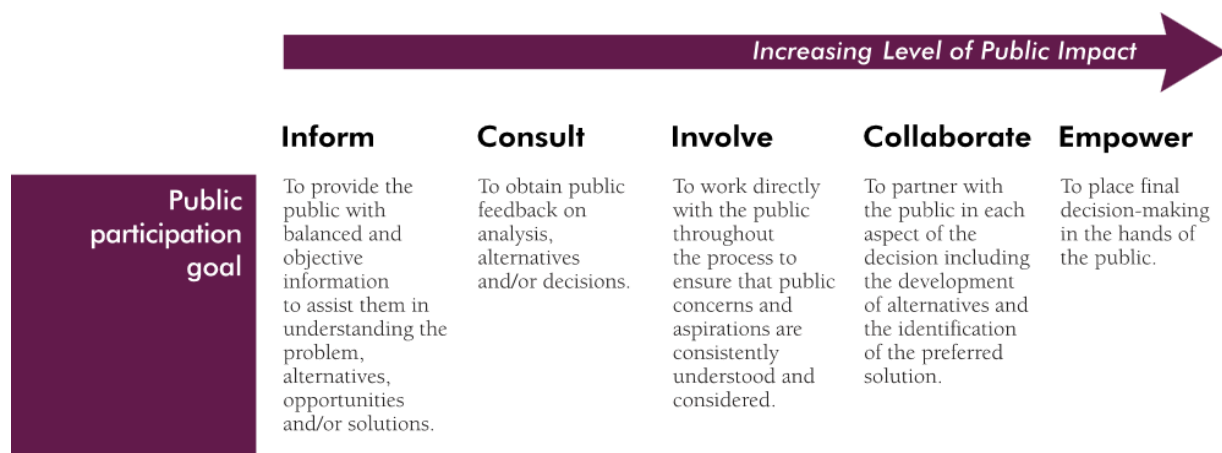 Increasing Level of Public Impact
Inform
Consult
Involve
Collaborate
Empower
Public
participation
goal
To provide the
public with
balanced and
objective
information
to assist them in
understanding the
problem,
alternatives,
opportunities
and/or solutions.
To obtain public
feedback on
analysis,
alternatives
and/or decisions.
To work directly
with the public
throughout
the process to
ensure that public
concerns and
aspirations are
consistently
understood and
considered.
To partner with
the public in each
aspect of the
decision including
the development
of alternatives and
the identification
of the preferred
solution.
To place final
decision-making
in the hands of
the public.